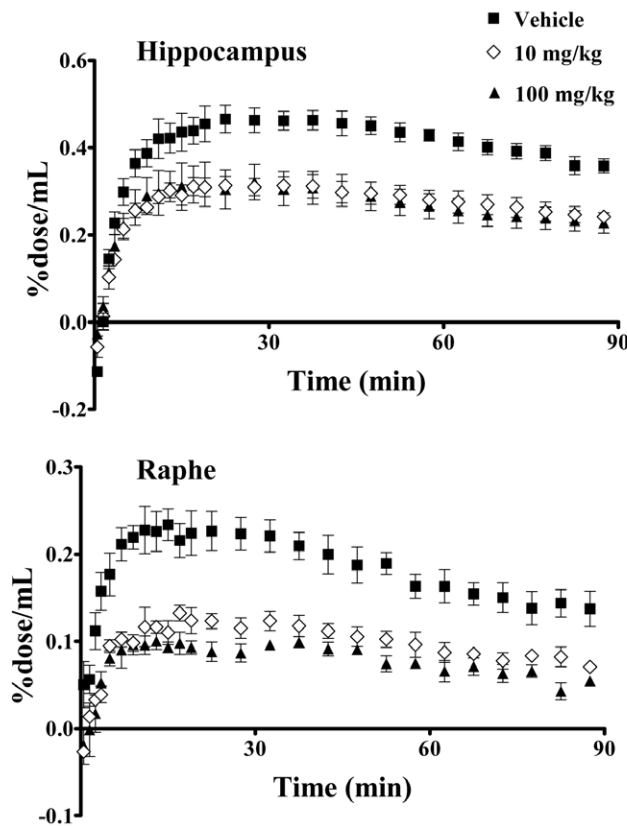 Vehicle
10 mg/kg
100 mg/kg
Hippocampus
0.6
0.4
0.2
0.0
-0.2
30
60
90
%dose/mL
Time (min)
Raphe
0.3
0.2
0.1
0.0
-0.1
30
60
90
%dose/mL
Time (min)